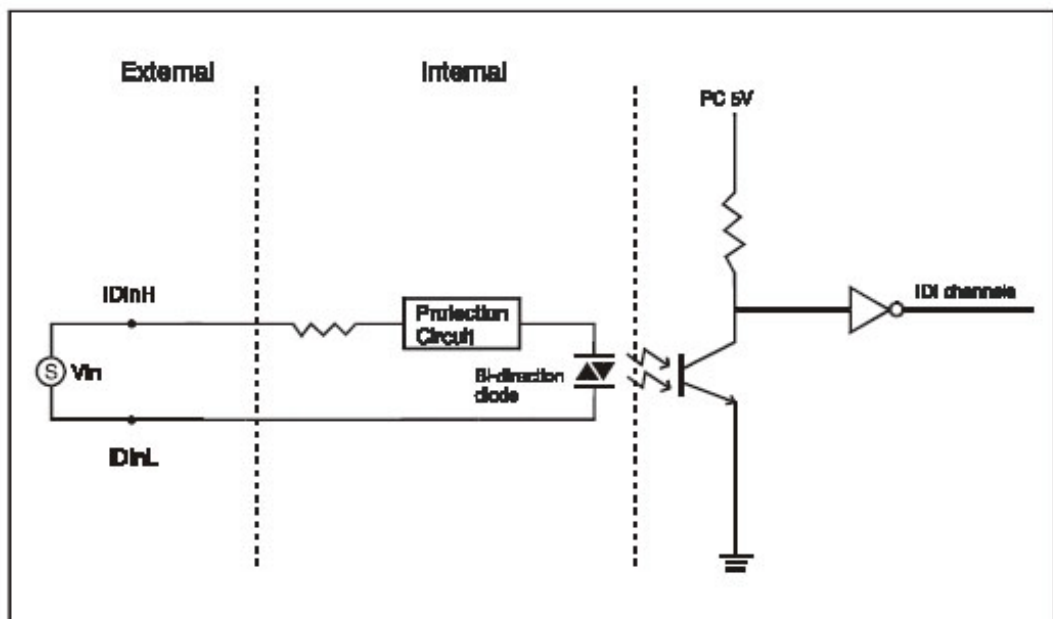 External
Internal
PC 5V
IDInH
Protection
Circuit
IDI channels
S
Vin
Bi-direction
diode
IDInL